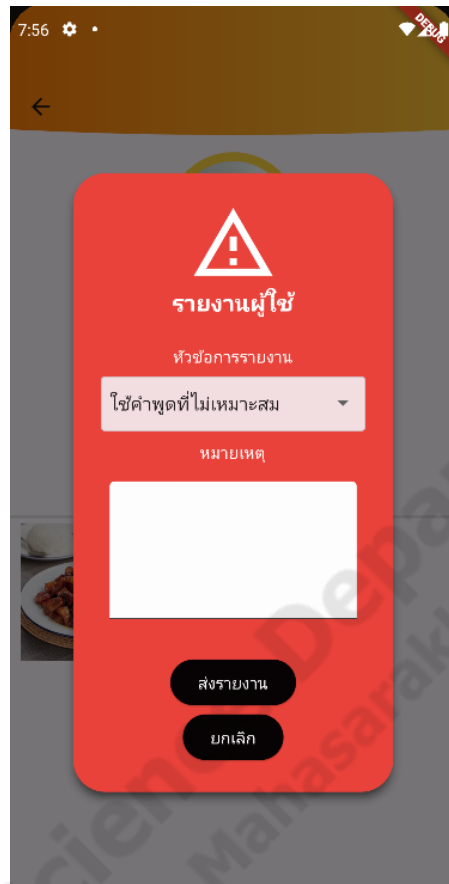 7:56
DEBUG
รายงานผู้ใช้
หัวข้อการรายงาน
ใช้คำพูดที่ไม่เหมาะสม
หมายเหตุ
ส่งรายงาน
ยกเลิก